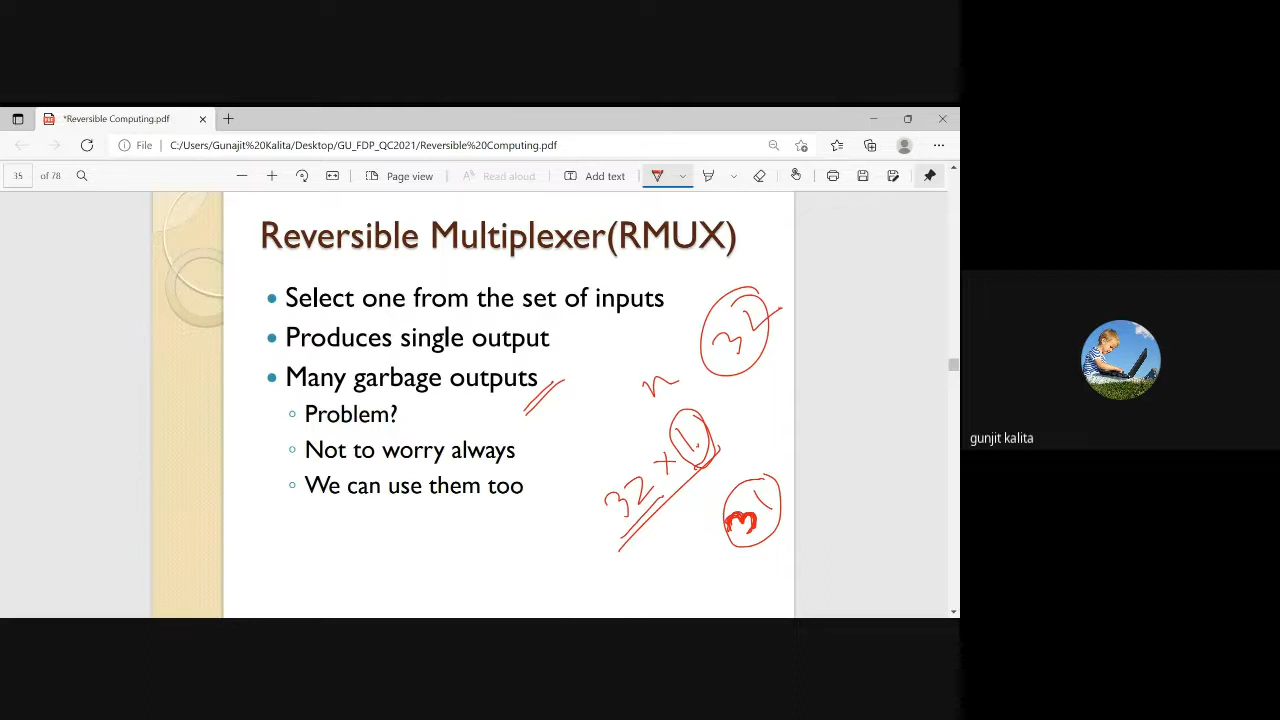 *Reversible Computing.pdf
File C:/Users/Gunajit%20Kalita/Desktop/GU_FDP_QC2021/Reversible%20Computing.pdf
35 of 78 Page view Read aloud Add text
Reversible Multiplexer(RMUX)
Select one from the set of inputs
Produces single output
Many garbage outputs
Problem?
Not to worry always
We can use them too
32
n
32 x 1
31
gunjit kalita